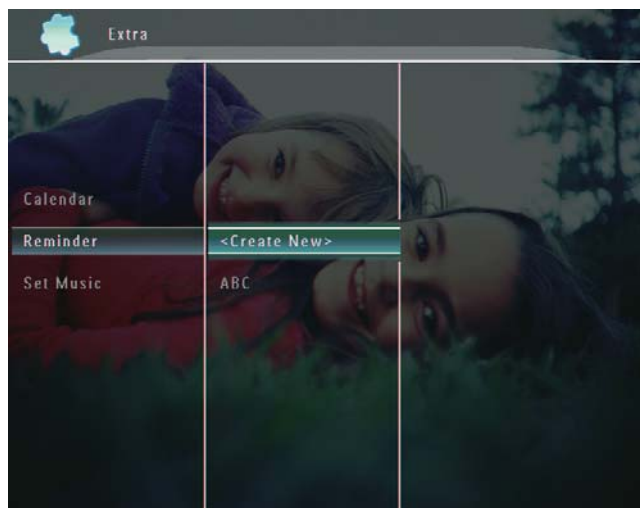 Extra
Calendar
Reminder
<Create New>
Set Music
ABC